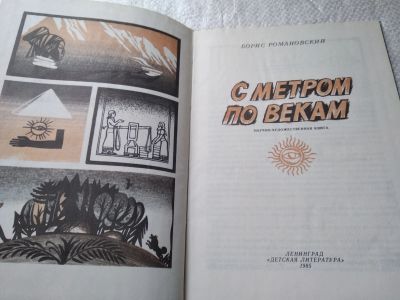 БОРИС РОМАНОВСКИЙ
С МЕТРОМ
ПО ВЕКАМ
НАУЧНО-ХУДОЖЕСТВЕННАЯ КНИГА
ЛЕНИНГРАД
«ДЕТСКАЯ ЛИТЕРАТУРА»
1985